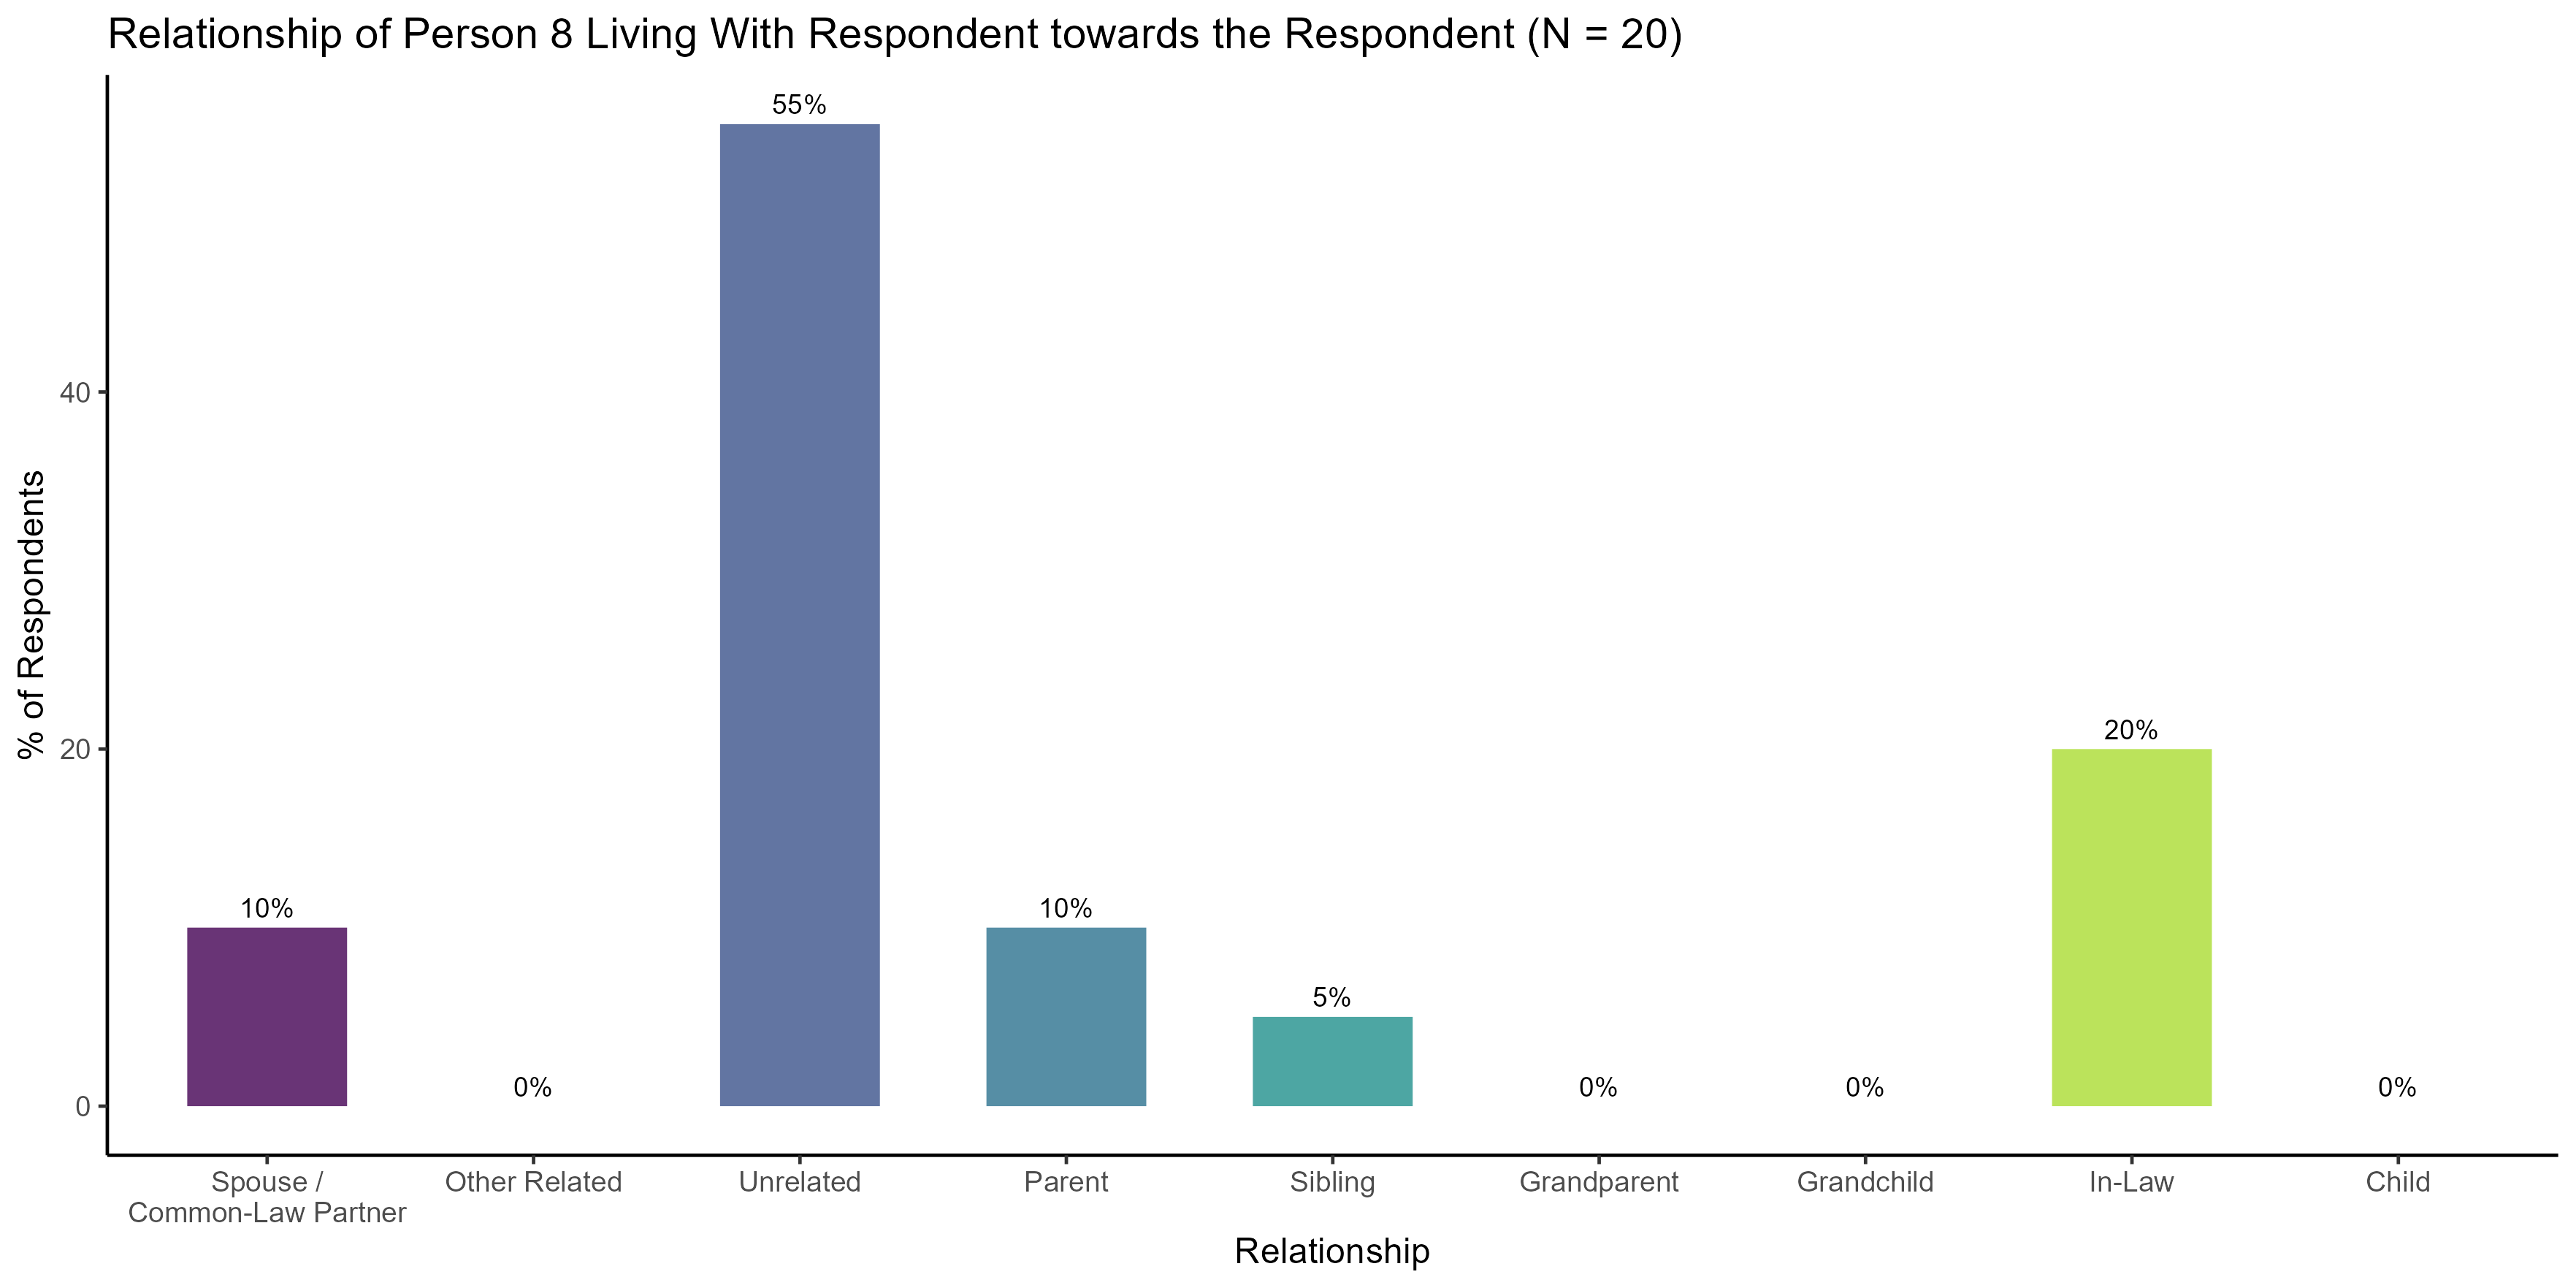 Relationship of Person 8 Living With Respondent towards the Respondent (N = 20)
% of Respondents
40
20
0
10%
0%
55%
10%
5%
0%
0%
20%
0%
Spouse /
Common-Law Partner
Other Related
Unrelated
Parent
Sibling
Grandparent
Grandchild
In-Law
Child
Relationship